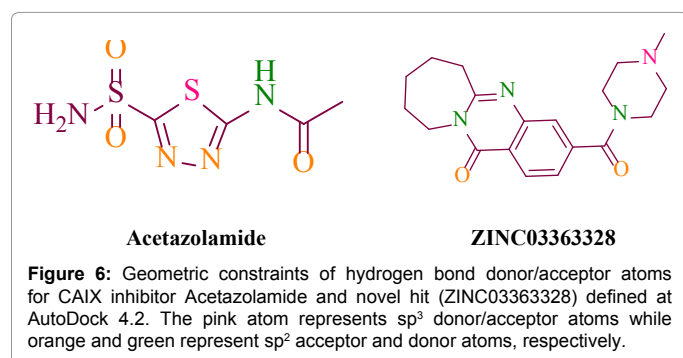 O
S
H₂N
S
O
N
N
H
N
O
N
N
N
N
O
O
Acetazolamide ZINC03363328
Figure 6: Geometric constraints of hydrogen bond donor/acceptor atoms
for CAIX inhibitor Acetazolamide and novel hit (ZINC03363328) defined at
AutoDock 4.2. The pink atom represents sp³ donor/acceptor atoms while
orange and green represent sp² acceptor and donor atoms, respectively.